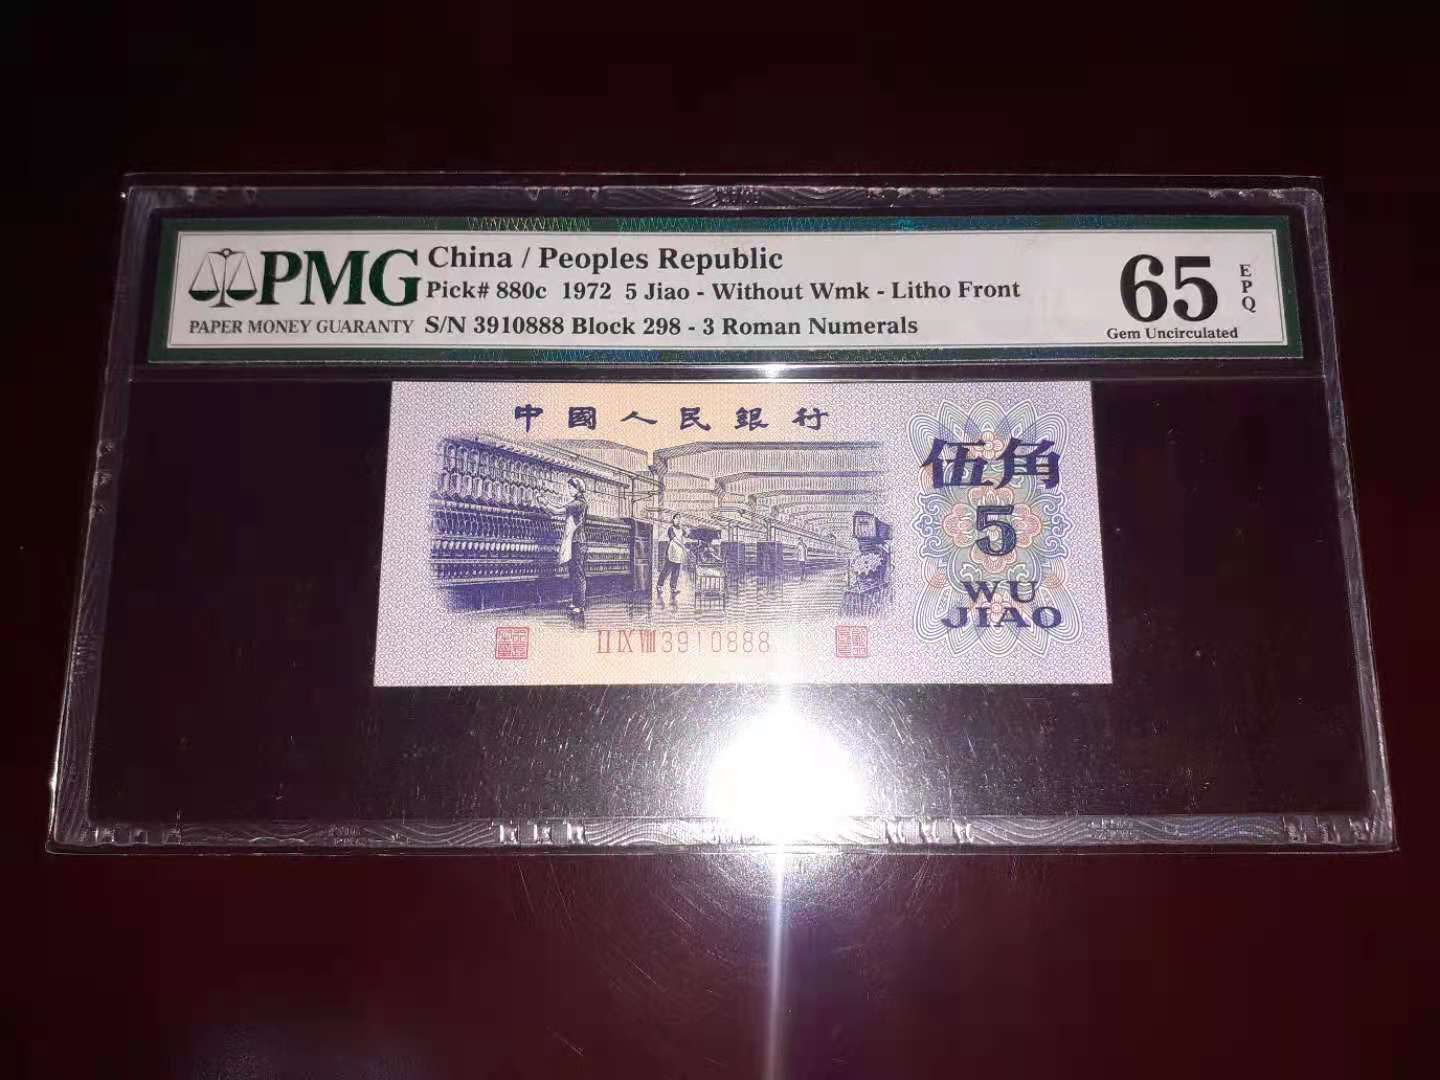 PMG
PAPER MONEY GUARANTY
China / Peoples Republic
Pick# 880c 1972 5 Jiao - Without Wmk - Litho Front
S/N 3910888 Block 298 - 3 Roman Numerals
65
EPQ
Gem Uncirculated
中國人民銀行
伍角
5
WU
JIAO
II IX VIII 3910888